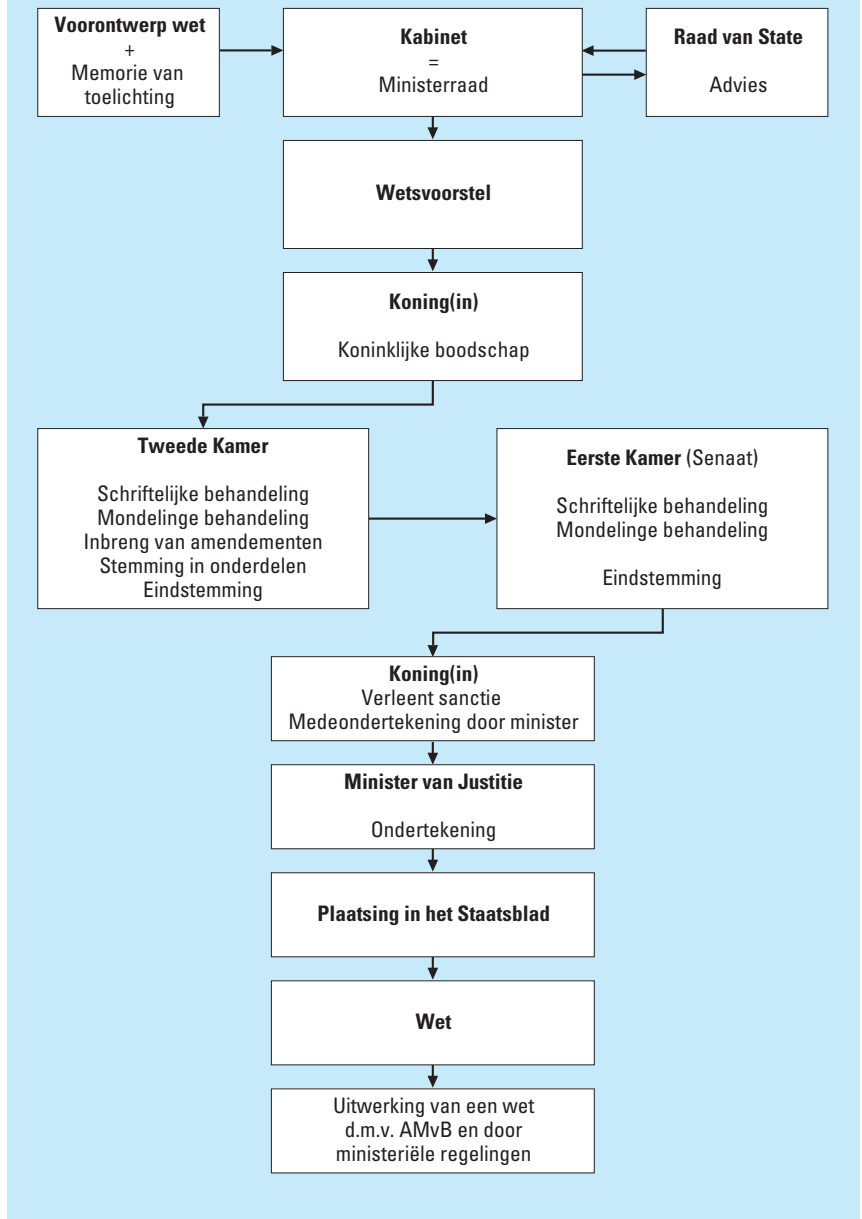 Voorontwerp wet
+
Memorie van
toelichting
Kabinet
=
Ministerraad
Raad van State
Advies
Wetsvoorstel
Koning(in)
Koninklijke boodschap
Tweede Kamer
Schriftelijke behandeling
Mondelinge behandeling
Inbreng van amendementen
Stemming in onderdelen
Eindstemming
Eerste Kamer (Senaat)
Schriftelijke behandeling
Mondelinge behandeling
Eindstemming
Koning(in)
Verleent sanctie
Medeondertekening door minister
Minister van Justitie
Ondertekening
Plaatsing in het Staatsblad
Wet
Uitwerking van een wet
d.m.v. AMvB en door
ministeriële regelingen